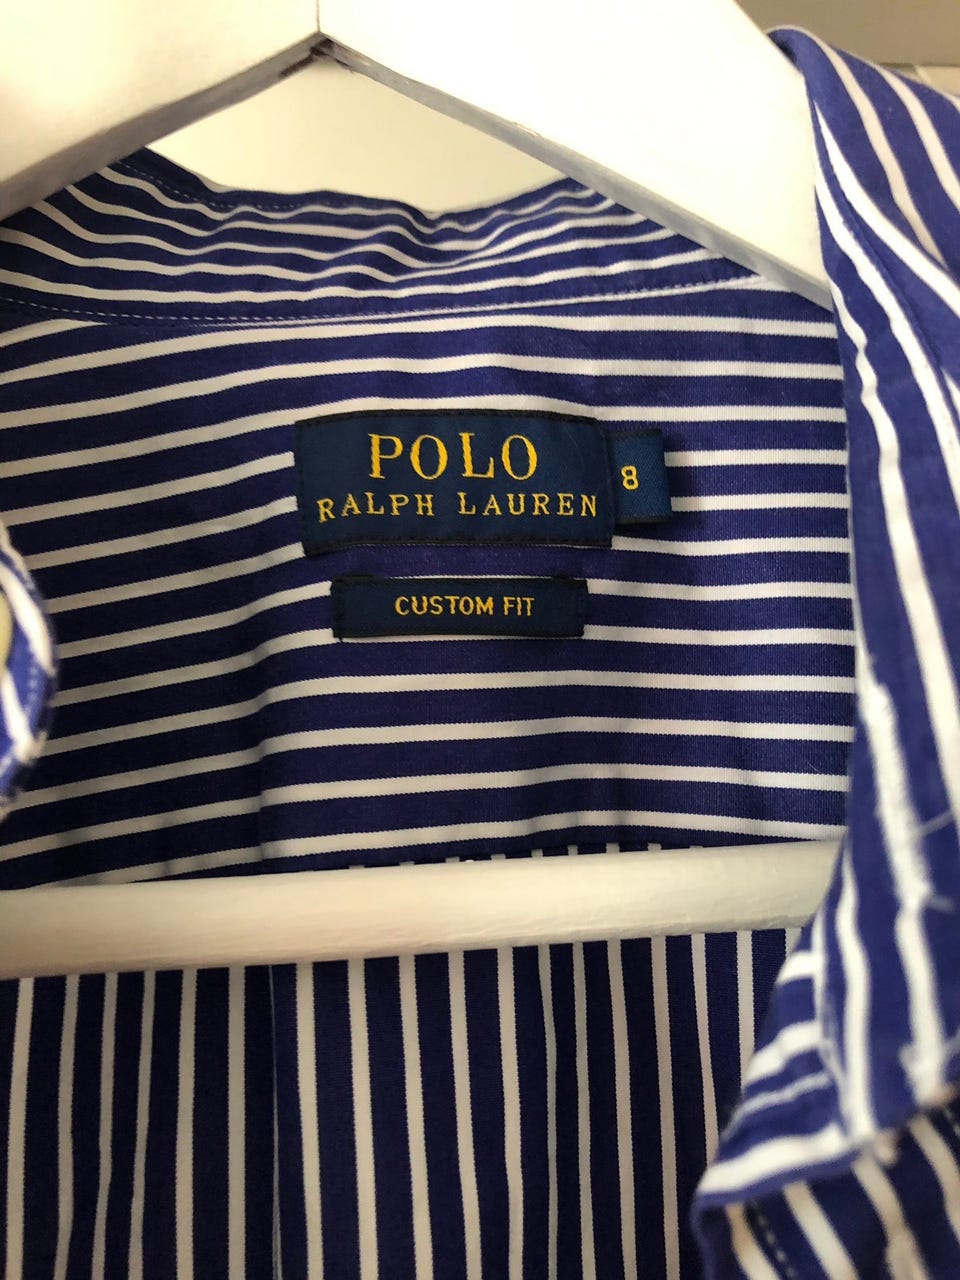 POLO
RALPH LAUREN
8
CUSTOM FIT